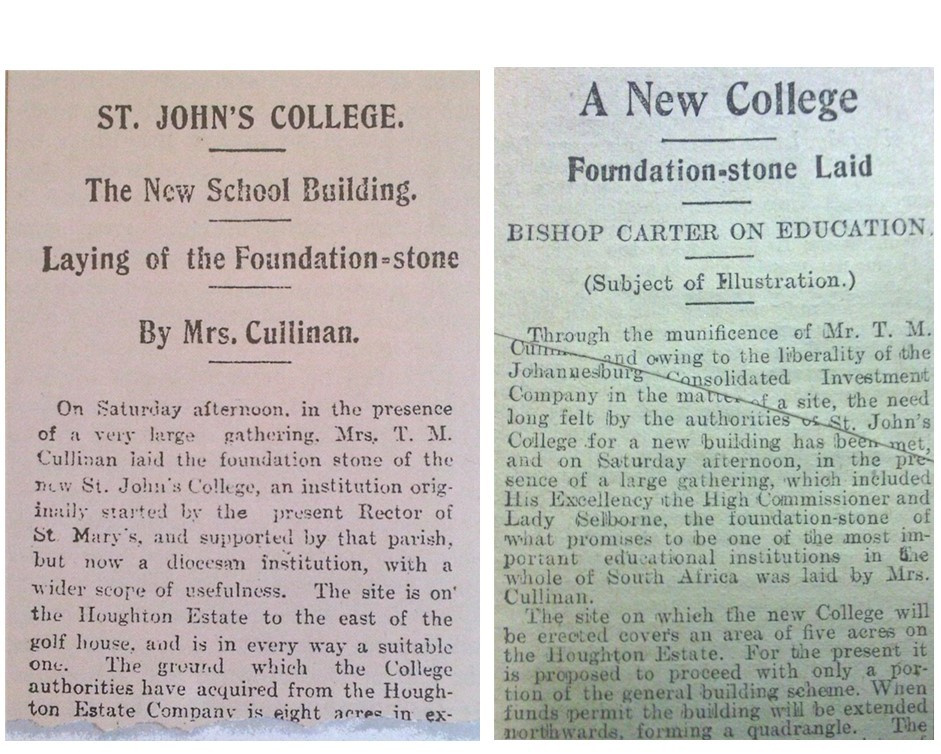 ST. JOHN'S COLLEGE.
The New School Building.
Laying of the Foundation-stone
By Mrs. Cullinan.
On Saturday afternoon, in the presence
of a very large gathering, Mrs. T. M.
Cullinan laid the foundation stone of the
new St. John's College, an institution orig-
inally started by the present Rector of
St. Mary's, and supported by that parish,
but now a diocesan institution, with a
wider scope of usefulness. The site is on
the Houghton Estate to the east of the
golf house, and is in every way a suitable
one. The ground which the College
authorities have acquired from the Hough-
ton Estate Company is eight acres in ex-
A New College
Foundation-stone Laid
BISHOP CARTER ON EDUCATION.
(Subject of Illustration.)
Through the munificence of Mr. T. M.
and owing to the liberality of the
Johannesburg Consolidated Investment
Company in the matter of a site, the need
long felt by the authorities of St. John's
College for a new building has been met,
and on Saturday afternoon, in the pre-
sence of a large gathering, which included
His Excellency the High Commissioner and
Lady Selborne, the foundation-stone of
what promises to be one of the most im-
portant educational institutions in the
whole of South Africa was laid by Mrs.
Cullinan.
The site on which the new College will
be erected covers an area of five acres on
the Houghton Estate. For the present it
is proposed to proceed with only a por-
tion of the general building scheme. When
funds permit the building will be extended
northwards, forming a quadrangle. The